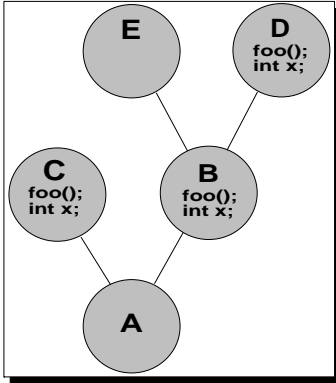 E
D
foo();
int x;
C
foo();
int x;
B
foo();
int x;
A